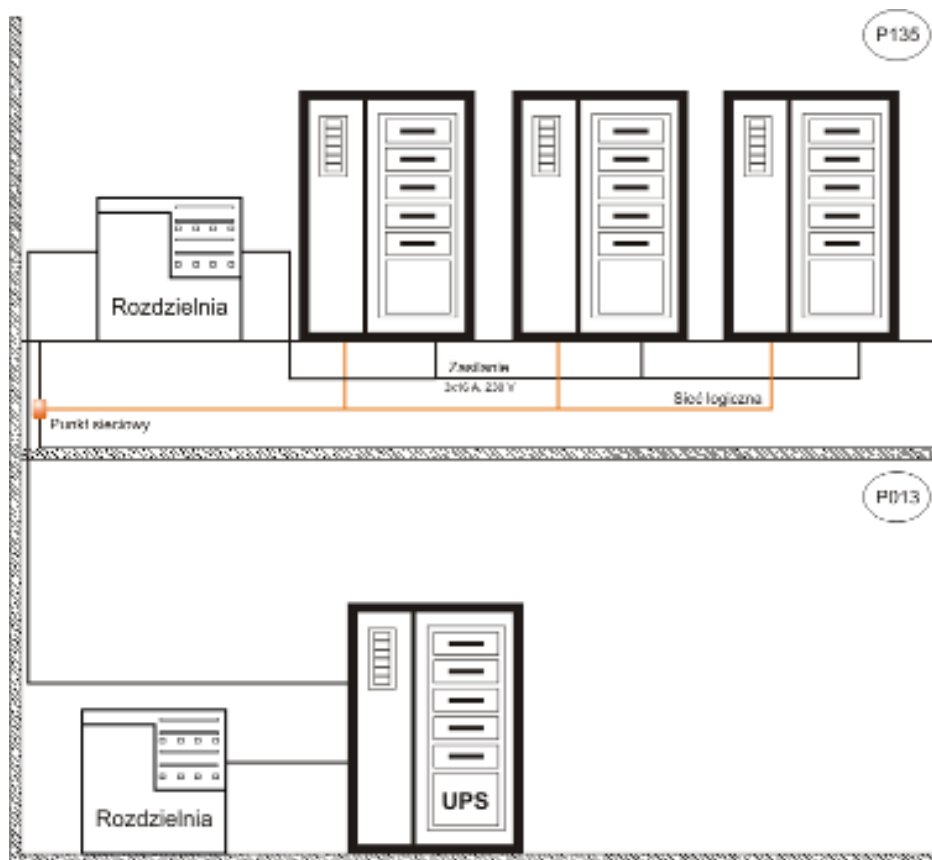 P135
Rozdzielnia
Zasilanie
3x16 A, 230 V
Sieć logiczna
Punkt sieciowy
P013
UPS
Rozdzielnia